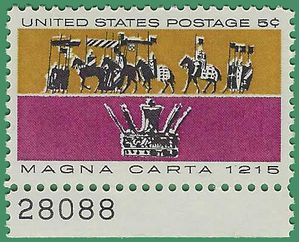 UNITED STATES POSTAGE 5¢
MAGNA CARTA 1215
28088